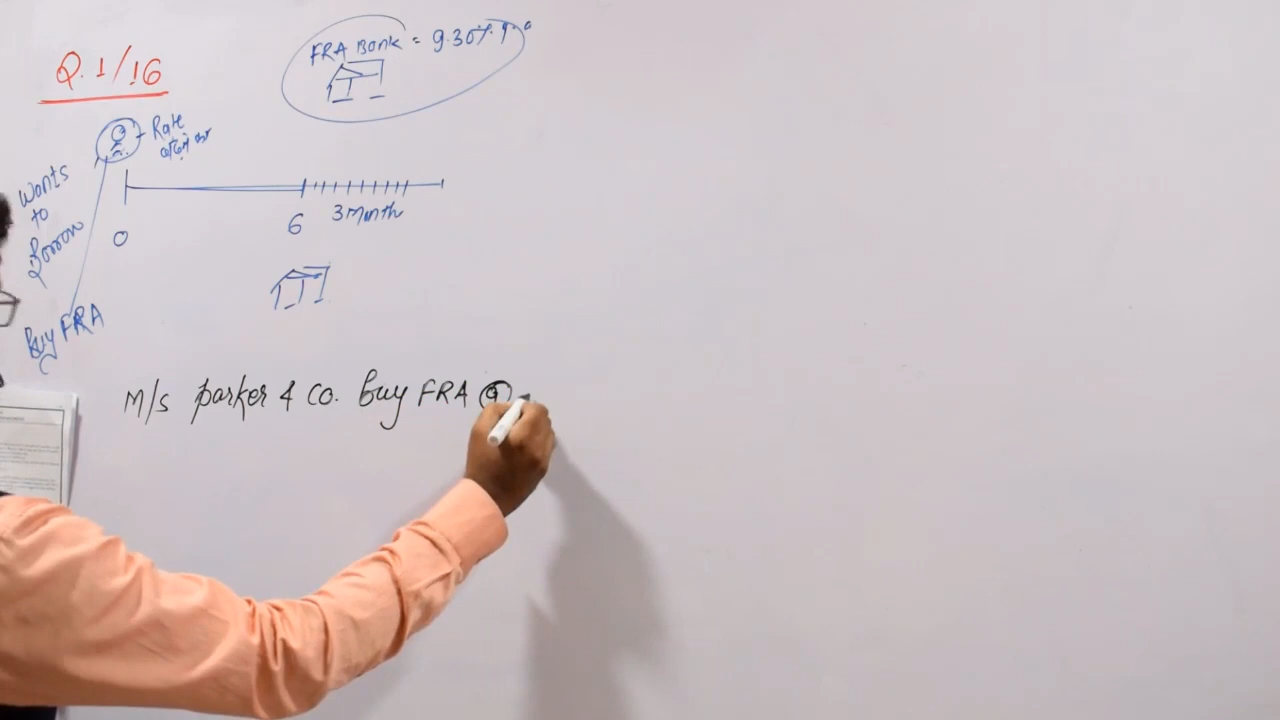 Q.1/16
FRA Bank = 9.30% P.a
Rate
Wants
to
Borrow
0
6
3 Month
Buy FRA
M/s Parker & Co. buy FRA @